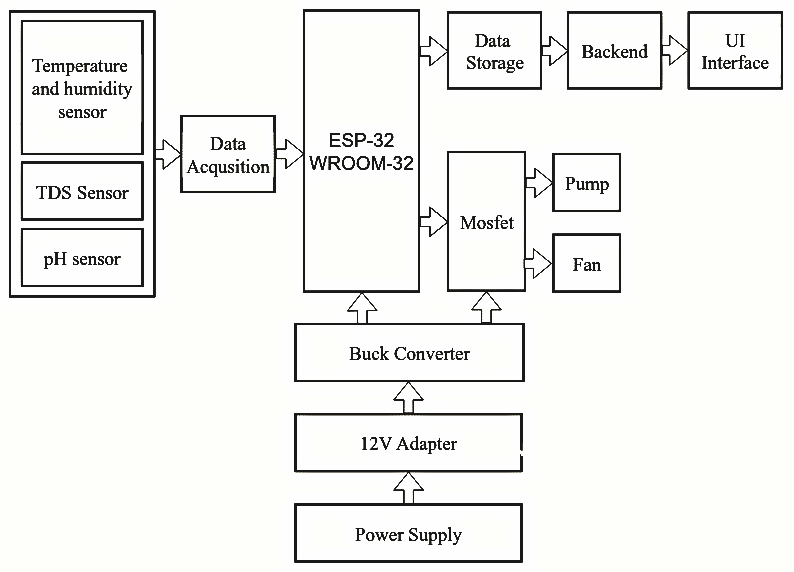 Temperature
and humidity
sensor
TDS Sensor
pH sensor
Data
Acqusition
ESP-32
WROOM-32
Data
Storage
Backend
UI
Interface
Mosfet
Pump
Fan
Buck Converter
12V Adapter
Power Supply